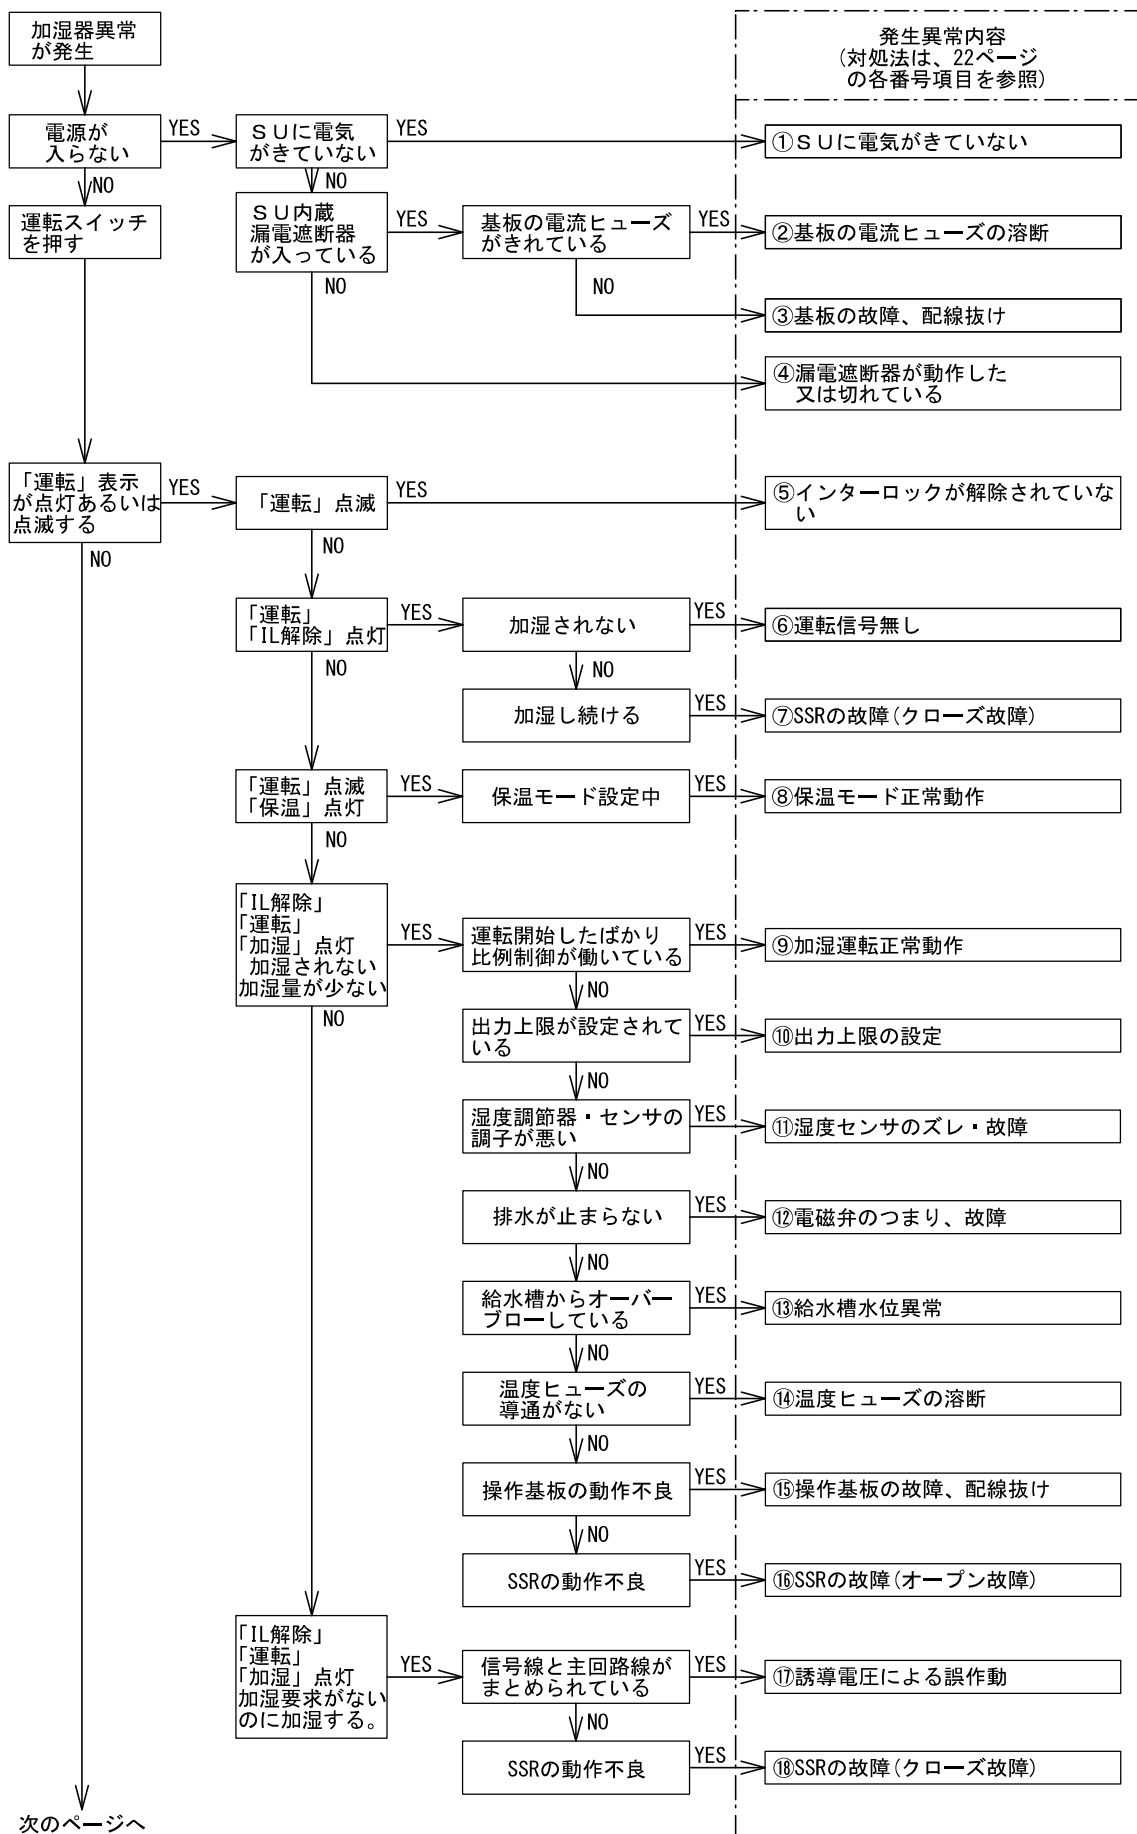 加湿器異常
が発生
発生異常内容
(対処法は、22ページ
の各番号項目を参照)
電源が
入らない
YES
SUに電気
がきていない
YES
①SUに電気がきていない
NO
NO
運転スイッチ
を押す
SU内蔵
漏電遮断器
が入っている
YES
基板の電流ヒューズ
がきれている
YES
②基板の電流ヒューズの溶断
NO
NO
③基板の故障、配線抜け
④漏電遮断器が動作した
又は切れている
「運転」表示
が点灯あるいは
点滅する
YES
「運転」点滅
YES
⑤インターロックが解除されていな
い
NO
NO
「運転」
「IL解除」点灯
YES
加湿されない
YES
⑥運転信号無し
NO
NO
加湿し続ける
YES
⑦SSRの故障(クローズ故障)
「運転」点滅
「保温」点灯
YES
保温モード設定中
YES
⑧保温モード正常動作
NO
「IL解除」
「運転」
「加湿」点灯
加湿されない
加湿量が少ない
YES
運転開始したばかり
比例制御が働いている
YES
⑨加湿運転正常動作
NO
NO
出力上限が設定されて
いる
YES
⑩出力上限の設定
NO
湿度調節器・センサの
調子が悪い
YES
⑪湿度センサのズレ・故障
NO
排水が止まらない
YES
⑫電磁弁のつまり、故障
NO
給水槽からオーバー
ブローしている
YES
⑬給水槽水位異常
NO
温度ヒューズの
導通がない
YES
⑭温度ヒューズの溶断
NO
操作基板の動作不良
YES
⑮操作基板の故障、配線抜け
NO
SSRの動作不良
YES
⑯SSRの故障(オープン故障)
「IL解除」
「運転」
「加湿」点灯
加湿要求がない
のに加湿する。
YES
信号線と主回路線が
まとめられている
YES
⑰誘導電圧による誤作動
NO
SSRの動作不良
YES
⑱SSRの故障(クローズ故障)
次のページへ